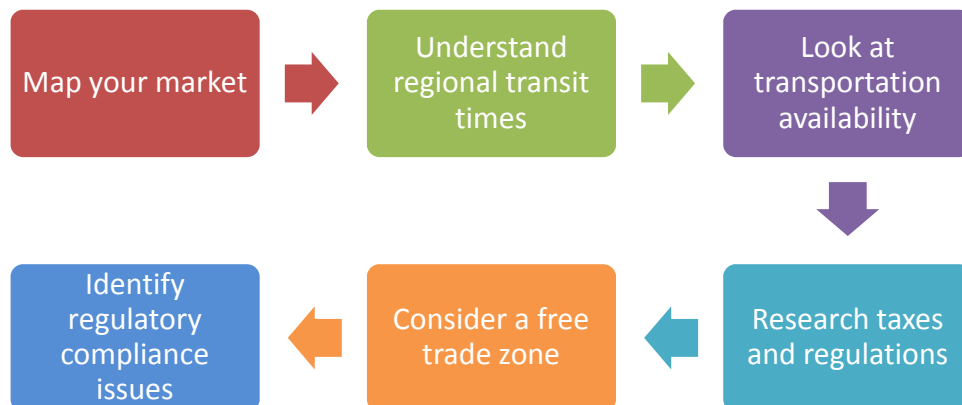 Map your market
Understand
regional transit
times
Look at
transportation
availability
Research taxes
and regulations
Consider a free
trade zone
Identify
regulatory
compliance
issues